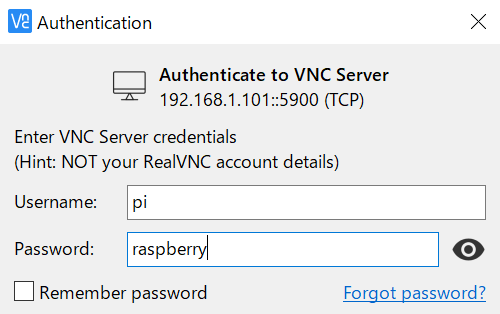 VS Authentication
Authenticate to VNC Server
192.168.1.101::5900 (TCP)
Enter VNC Server credentials
(Hint: NOT your RealVNC account details)
Username: pi
Password: raspberry
Remember password Forgot password?